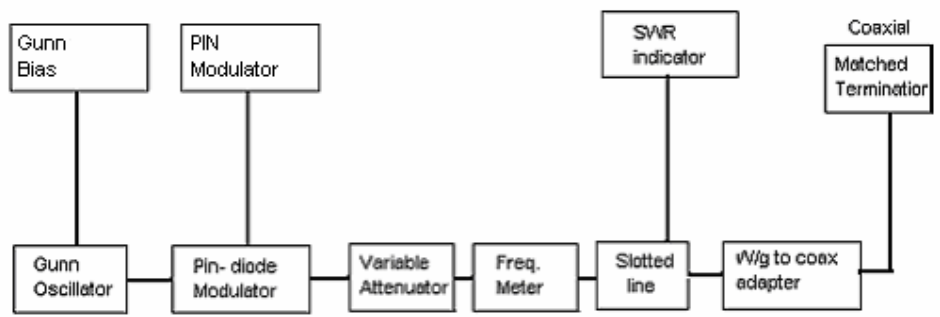 Gunn
Bias
PIN
Modulator
SWR
indicator
Coaxial
Matched
Terminatior
Gunn
Oscillator
Pin- diode
Modulator
Variable
Attenuator
Freq.
Meter
Slotted
line
W/g to coax
adapter